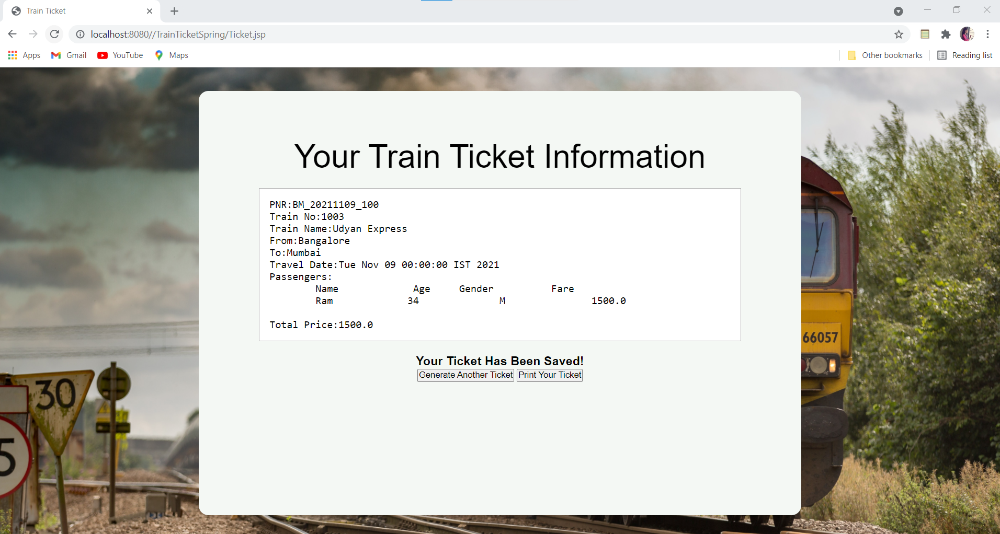 Train Ticket
localhost:8080//TrainTicketSpring/Ticket.jsp
Apps Gmail YouTube Maps Other bookmarks Reading list
Your Train Ticket Information
PNR:BM_20211109_100
Train No:1003
Train Name:Udyan Express
From:Bangalore
To:Mumbai
Travel Date:Tue Nov 09 00:00:00 IST 2021
Passengers:
Name Age Gender Fare
Ram 34 M 1500.0
Total Price:1500.0
Your Ticket Has Been Saved!
Generate Another Ticket Print Your Ticket
66057
30
5